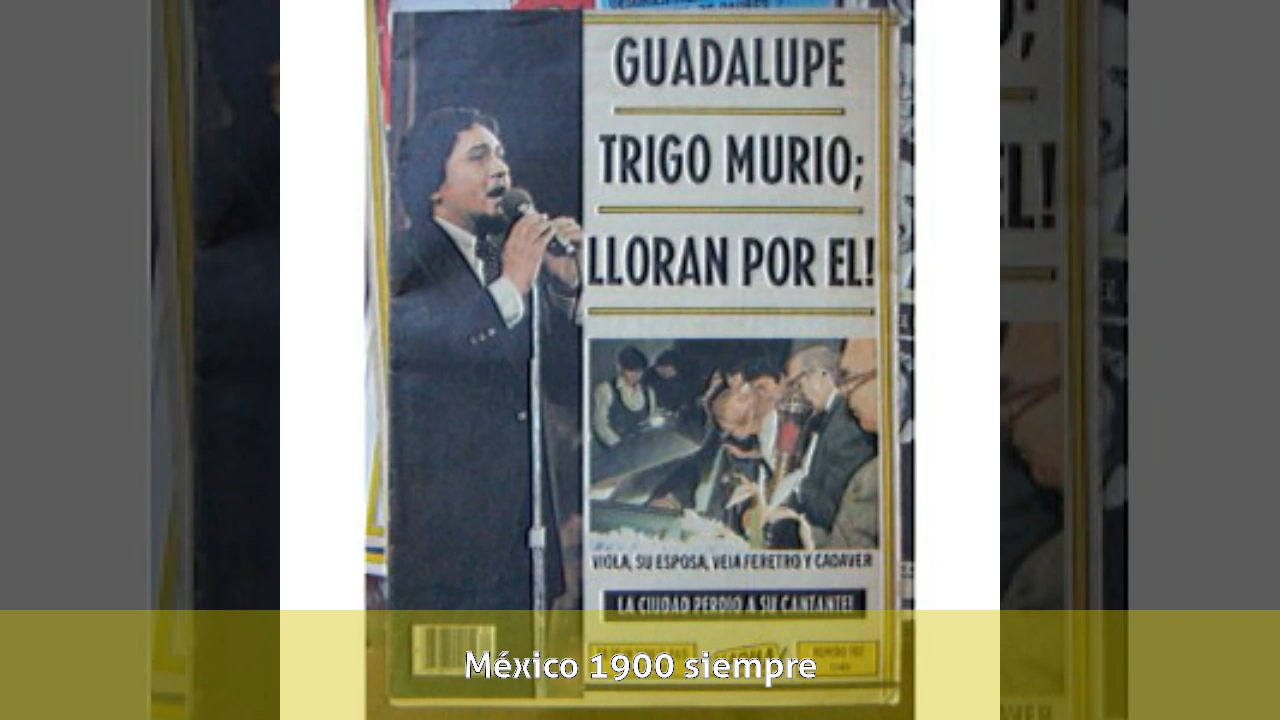 GUADALUPE
TRIGO MURIO;
LLORAN POR EL!
VIOLA, SU ESPOSA, VEIA FERETRO Y CADAVER
LA CIUDAD PERDIO A SU CANTANTE!
México 1900 siempre